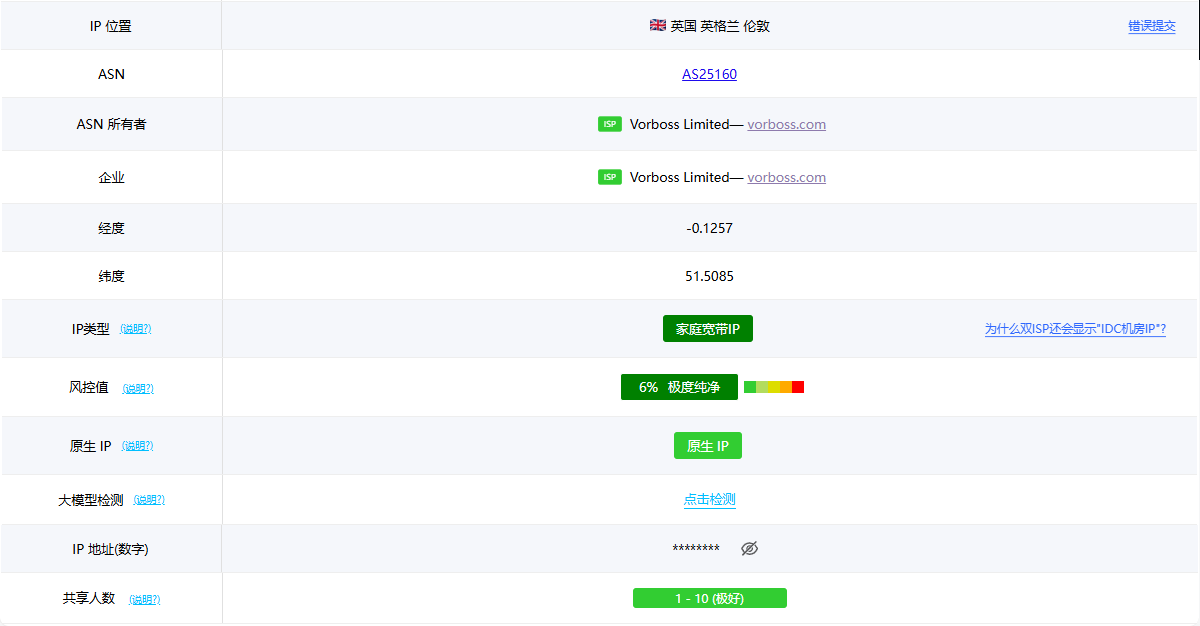 IP 位置 英国 英格兰 伦敦 错误提交
ASN AS25160
ASN 所有者 ISP Vorboss Limited— vorboss.com
企业 ISP Vorboss Limited— vorboss.com
经度 -0.1257
纬度 51.5085
IP类型 (说明?) 家庭宽带IP 为什么双ISP还会显示"IDC机房IP"?
风控值 (说明?) 6% 极度纯净
原生 IP (说明?) 原生 IP
大模型检测 (说明?) 点击检测
IP 地址(数字) ********
共享人数 (说明?) 1 - 10 (极好)